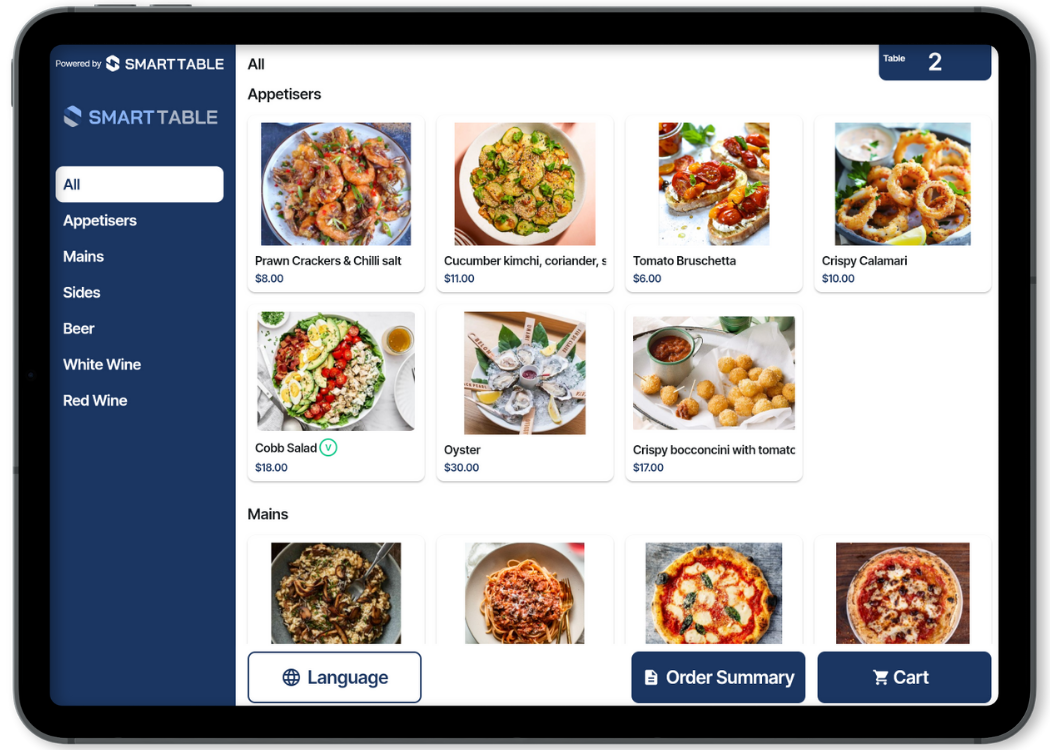 Powered by SMARTTABLE
SMARTTABLE
All
Appetisers
Mains
Sides
Beer
White Wine
Red Wine
All
Table 2
Appetisers
Prawn Crackers & Chilli salt
$8.00
Cucumber kimchi, coriander, s
$11.00
Tomato Bruschetta
$6.00
Crispy Calamari
$10.00
Cobb Salad V
$18.00
Oyster
$30.00
Crispy bocconcini with tomato
$17.00
Mains
Language
Order Summary
Cart